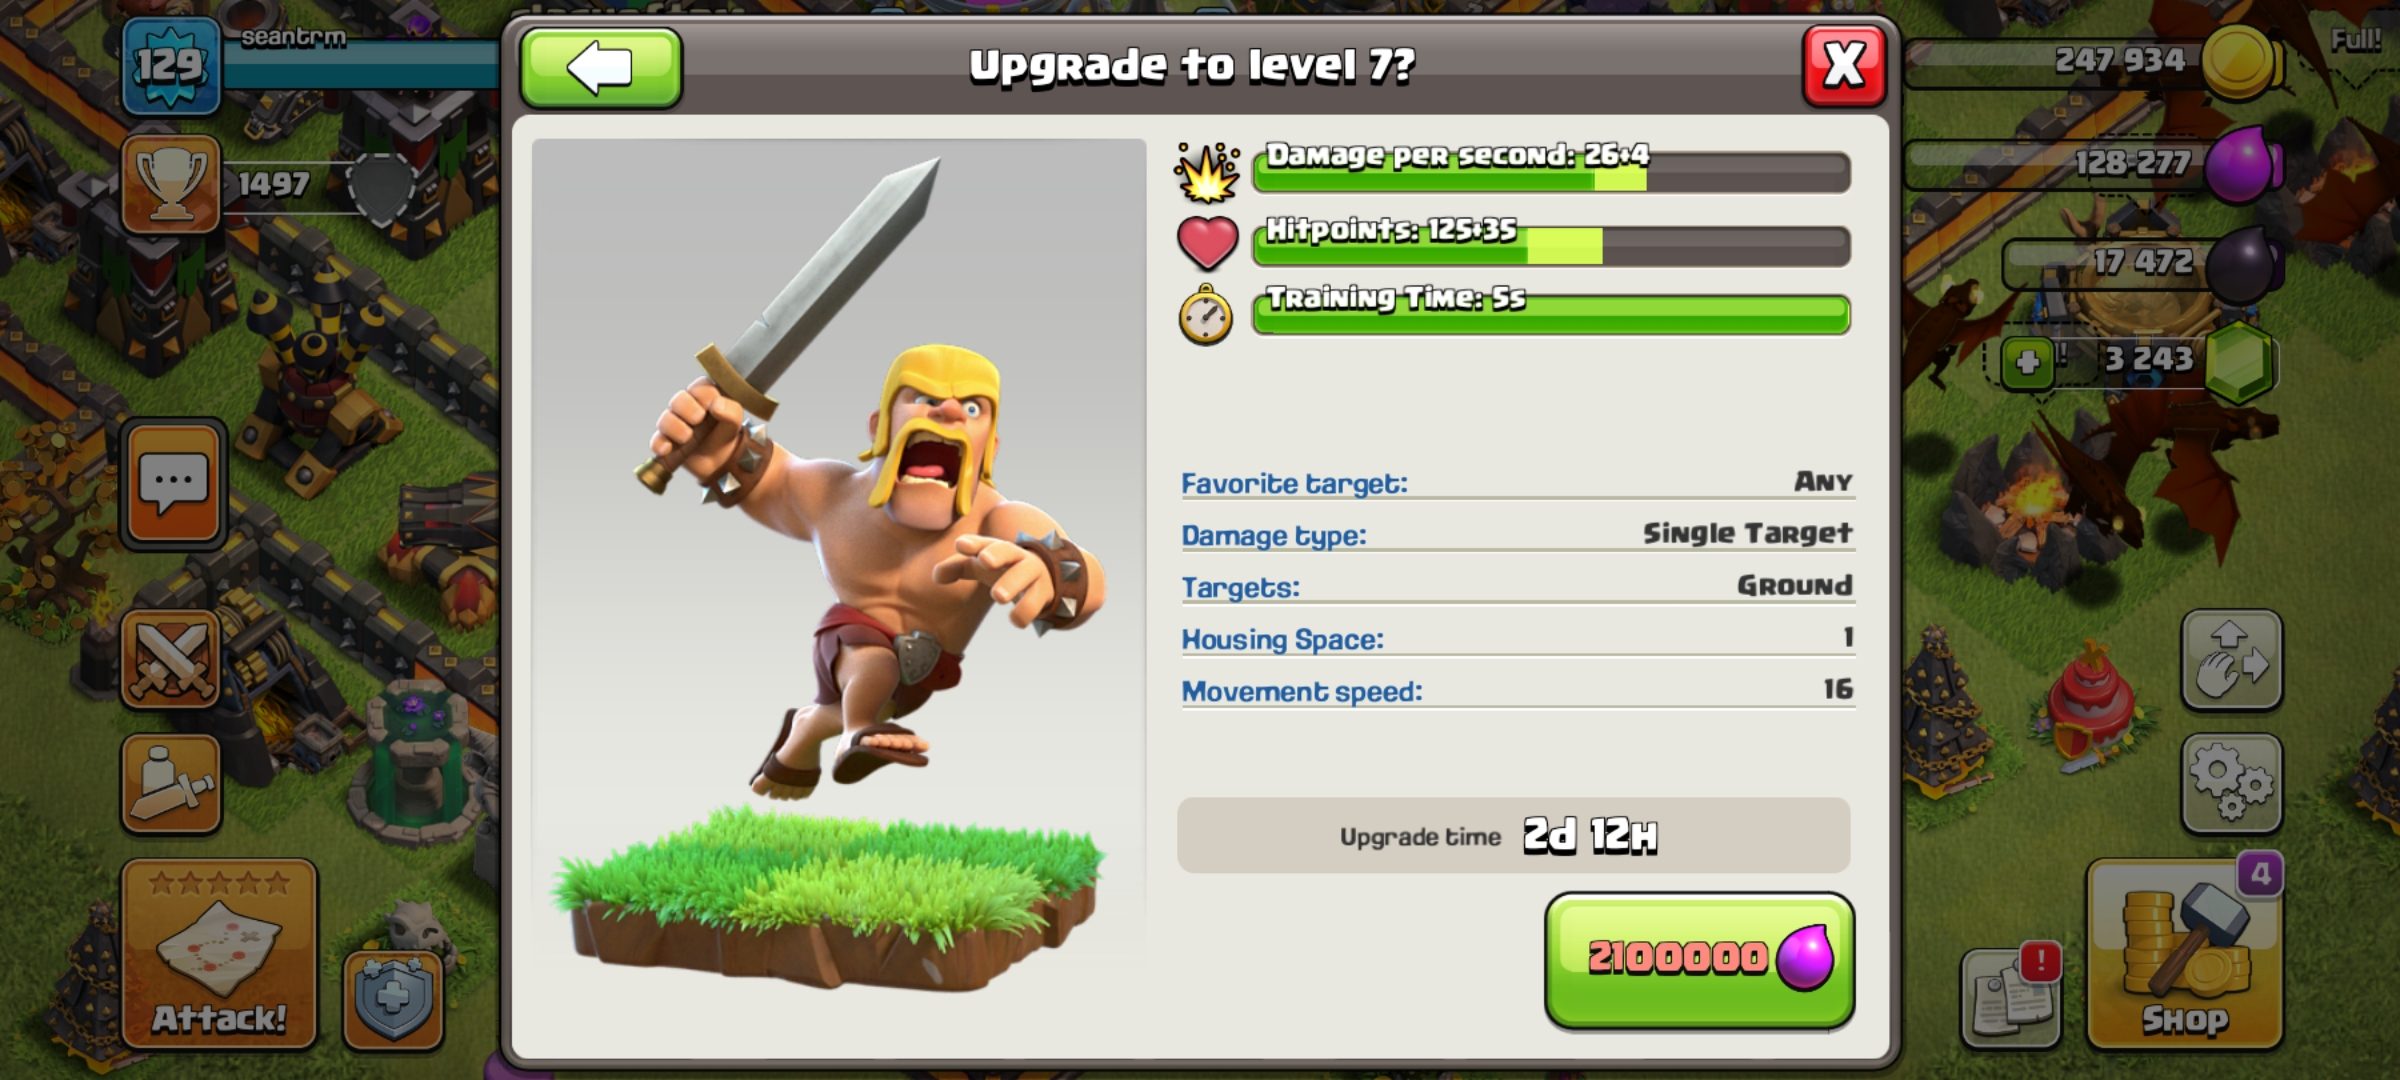 129
seantrm
Upgrade to level 7?
X
247 934
Full!
1497
Damage per second: 26+4
128 277
Hitpoints: 125+35
17 472
Training Time: 5s
3 243
Favorite target: Any
Damage type: Single Target
Targets: Ground
Housing Space: 1
Movement speed: 16
Upgrade time 2d 12H
4
2100000
!
Attack!
Shop